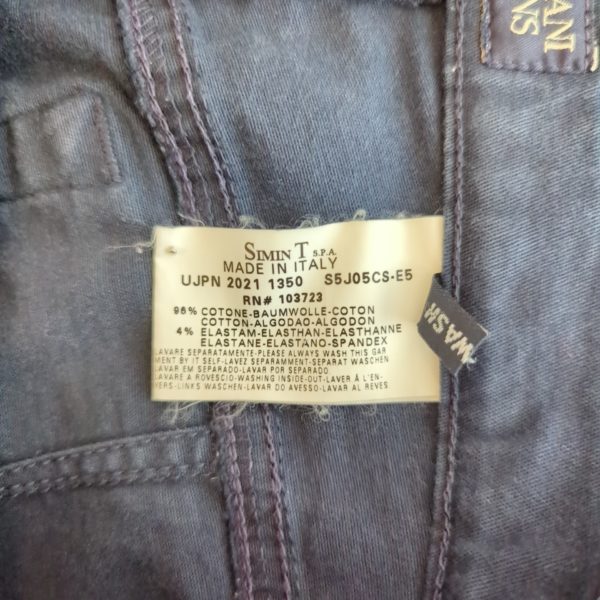 ANI
NS
SIMIN T S.P.A.
MADE IN ITALY
UJPN 2021 1350 S5J05CS-E5
RN# 103723
96% COTONE-BAUMWOLLE-COTON
COTTON-ALGODAO-ALGODON
4% ELASTAM-ELASTHAN-ELASTHANNE
ELASTANE-ELASTANO-SPANDEX
LAVARE SEPARATAMENTE-PLEASE ALWAYS WASH THIS GAR
MENT BY IT SELF-LAVEZ SEPARAMMENT-SEPARAT WASCHEN
LAVAR EM SEPARADO-LAVAR POR SEPARADO
LAVARE A ROVESCIO-WASHING INSIDE-OUT-LAVER Á L'EN-
VERS-LINKS WASCHEN-LAVAR DO AVESSO-LAVAR AL REVES
WASH